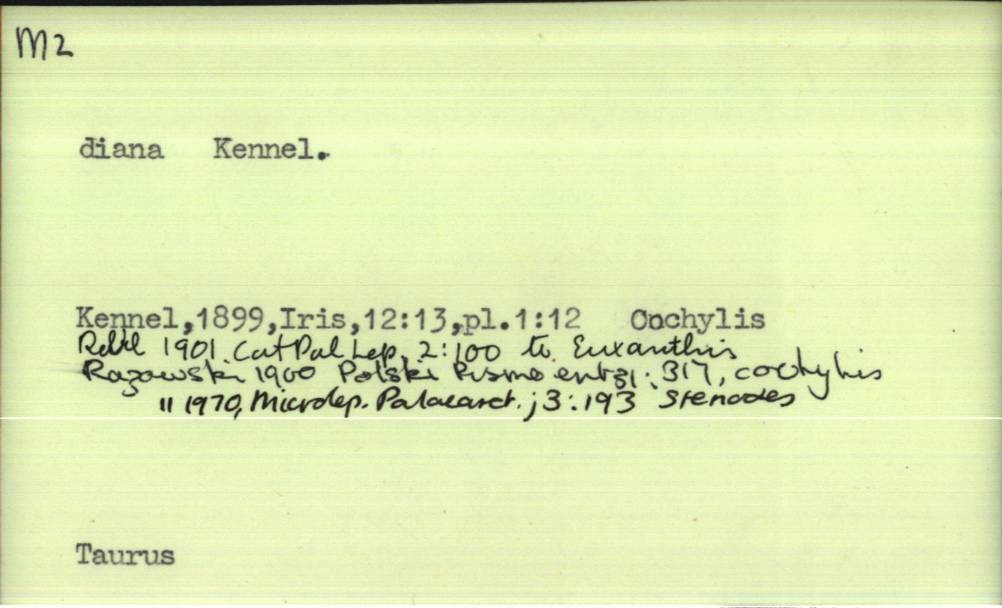 M2
diana Kennel.
Kennel,1899,Iris,12:13,pl.1:12 Cochylis
Rebel 1901. Cat Pal Lep, 2:100 to Euxanthis
Razowski 1960 Polski Pismo ent 31: 317, cochylis
" 1970, Microlep. Palaearct. ; 3:193 Stenodes
Taurus